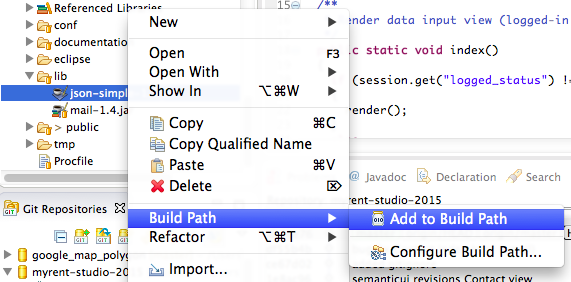 Referenced Libraries
conf
documentation
eclipse
lib
json-simpl
mail-1.4.ja
> public
tmp
Procfile
New
Open F3
Open With
Show In ⌥⌘W
Copy ⌘C
Copy Qualified Name
Paste ⌘V
Delete ⌦
Build Path
Refactor ⌥⌘T
Import...
Add to Build Path
Configure Build Path...
15 /**
render data input view (logged-in
c static void index()
(session.get("logged_status") !=
render();
@ Javadoc Declaration Search
yrent-studio-2015
Git Repositories
google_map_polyg
myrent-studio-20
semanticui revisions Contact view